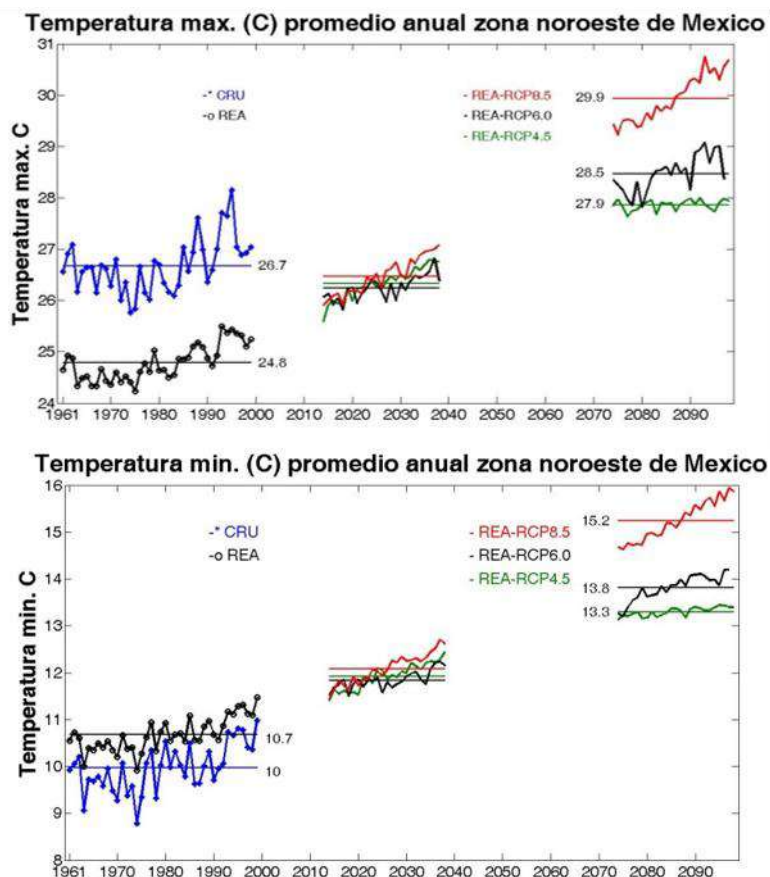 Temperatura max. (C) promedio anual zona noroeste de Mexico
Temperatura max. C
31
30
29
28
27
26
25
24
-* CRU
-o REA
- REA-RCP8.5
- REA-RCP6.0
- REA-RCP4.5
29.9
28.5
27.9
26.7
24.8
1961 1970 1980 1990 2000 2010 2020 2030 2040 2050 2060 2070 2080 2090
Temperatura min. (C) promedio anual zona noroeste de Mexico
Temperatura min. C
16
15
14
13
12
11
10
9
8
-* CRU
-o REA
- REA-RCP8.5
- REA-RCP6.0
- REA-RCP4.5
15.2
13.8
13.3
10.7
10
1961 1970 1980 1990 2000 2010 2020 2030 2040 2050 2060 2070 2080 2090